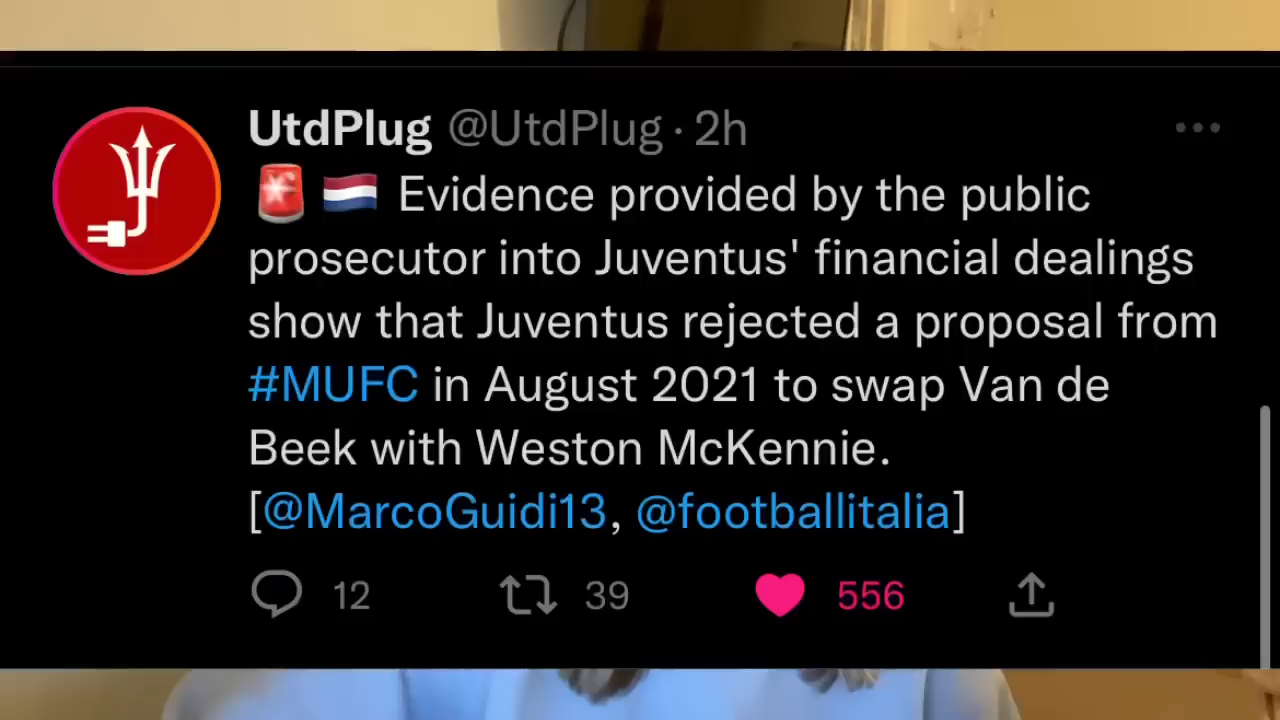 UtdPlug @UtdPlug · 2h
🚨 🇳🇱 Evidence provided by the public
prosecutor into Juventus' financial dealings
show that Juventus rejected a proposal from
#MUFC in August 2021 to swap Van de
Beek with Weston McKennie.
[@MarcoGuidi13, @footballitalia]
12 39 556